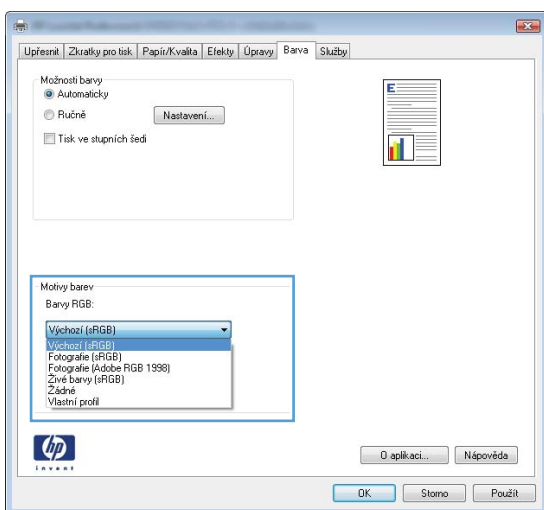 Upřesnit Zkratky pro tisk Papír/Kvalita Efekty Úpravy Barva Služby
Možnosti barvy
Automaticky
Ručně Nastavení...
Tisk ve stupních šedi
E
Motivy barev
Barvy RGB:
Výchozí (sRGB)
Výchozí (sRGB)
Fotografie (sRGB)
Fotografie (Adobe RGB 1998)
Živé barvy (sRGB)
Žádné
Vlastní profil
hp
invent
O aplikaci... Nápověda
OK Storno Použít